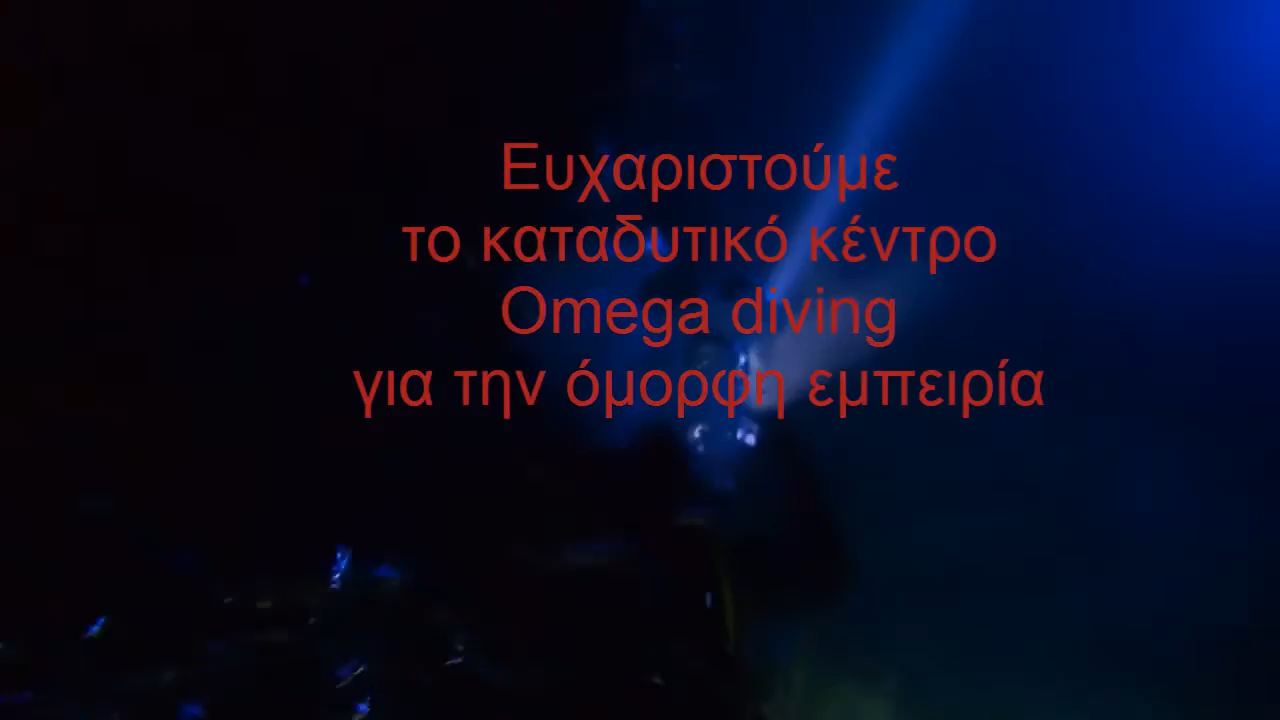 Ευχαριστούμε
το καταδυτικό κέντρο
Omega diving
για την όμορφη εμπειρία